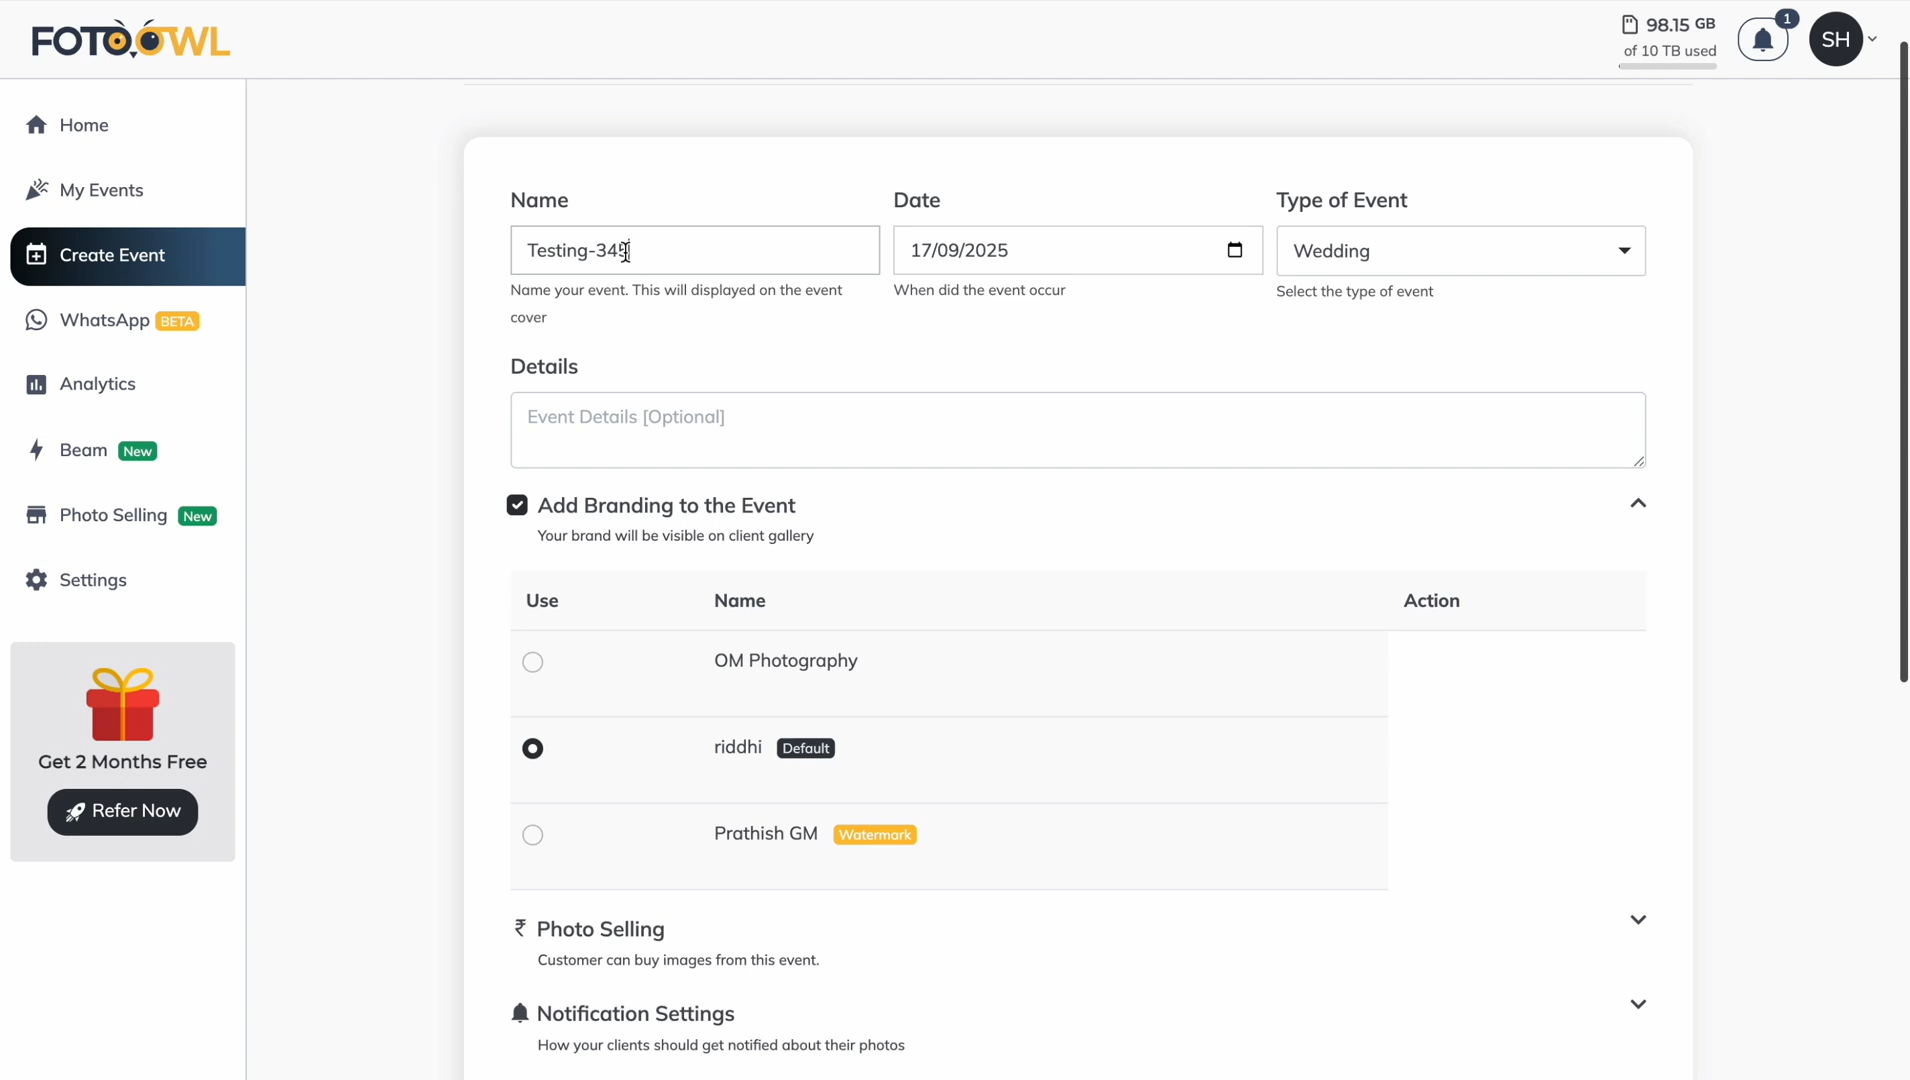 FOTOOWL
98.15 GB
of 10 TB used
1
SH
Home
My Events
Create Event
WhatsApp BETA
Analytics
Beam New
Photo Selling New
Settings
Get 2 Months Free
Refer Now
Name
Date
Type of Event
Testing-345
17/09/2025
Wedding
Name your event. This will displayed on the event
cover
When did the event occur
Select the type of event
Details
Event Details [Optional]
Add Branding to the Event
Your brand will be visible on client gallery
Use
Name
Action
OM Photography
riddhi Default
Prathish GM Watermark
₹ Photo Selling
Customer can buy images from this event.
Notification Settings
How your clients should get notified about their photos